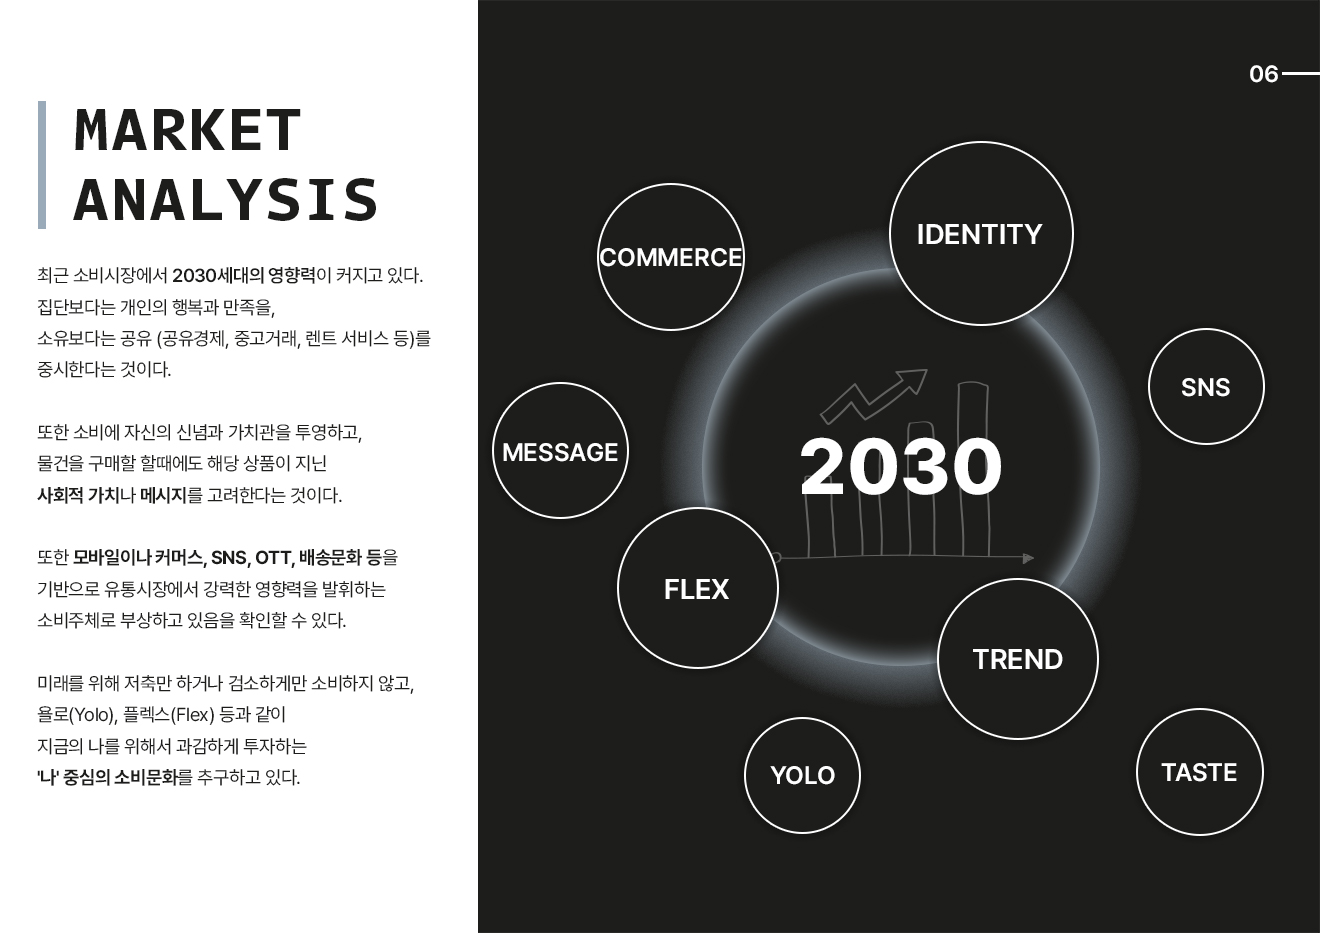 MARKET
ANALYSIS
최근 소비시장에서 2030세대의 영향력이 커지고 있다.
집단보다는 개인의 행복과 만족을,
소유보다는 공유 (공유경제, 중고거래, 렌트 서비스 등)를
중시한다는 것이다.
또한 소비에 자신의 신념과 가치관을 투영하고,
물건을 구매할 할때에도 해당 상품이 지닌
사회적 가치나 메시지를 고려한다는 것이다.
또한 모바일이나 커머스, SNS, OTT, 배송문화 등을
기반으로 유통시장에서 강력한 영향력을 발휘하는
소비주체로 부상하고 있음을 확인할 수 있다.
미래를 위해 저축만 하거나 검소하게만 소비하지 않고,
욜로(Yolo), 플렉스(Flex) 등과 같이
지금의 나를 위해서 과감하게 투자하는
'나' 중심의 소비문화를 추구하고 있다.
06
IDENTITY
COMMERCE
SNS
MESSAGE
2030
FLEX
TREND
YOLO
TASTE